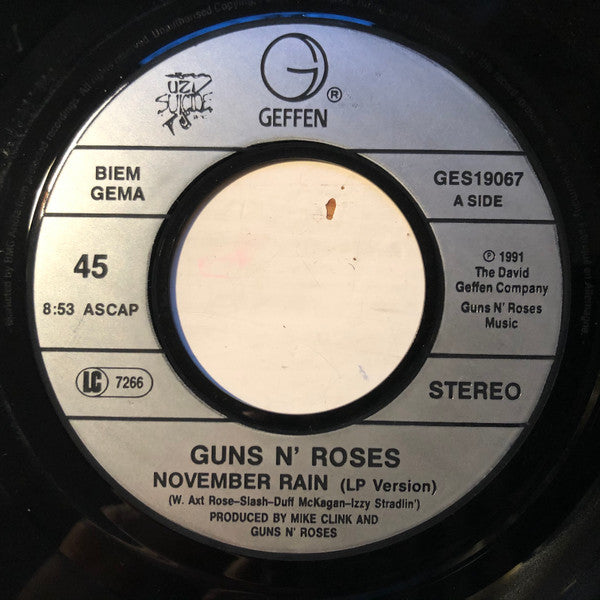 UZI
SUICIDE
GEFFEN ®
BIEM
GEMA
GES19067
A SIDE
45
8:53 ASCAP
℗ 1991
The David
Geffen Company
Guns N' Roses
Music
LC 7266
STEREO
GUNS N' ROSES
NOVEMBER RAIN (LP Version)
(W. Axt Rose–Slash–Duff McKagan–Izzy Stradlin')
PRODUCED BY MIKE CLINK AND
GUNS N' ROSES